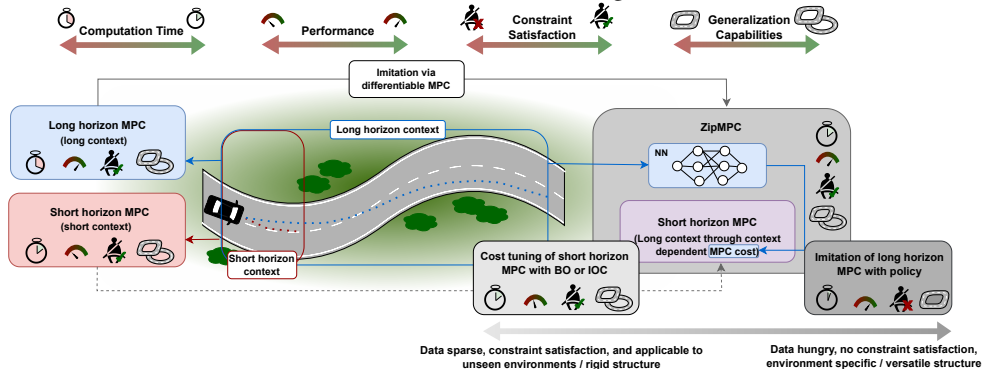 Computation Time
Performance
Constraint
Satisfaction
Generalization
Capabilities
Imitation via
differentiable MPC
Long horizon MPC
(long context)
Long horizon context
ZipMPC
NN
Short horizon MPC
(short context)
Short horizon
context
Short horizon MPC
(Long context through context
dependent MPC cost)
Cost tuning of short horizon
MPC with BO or IOC
Imitation of long horizon
MPC with policy
Data sparse, constraint satisfaction, and applicable to
unseen environments / rigid structure
Data hungry, no constraint satisfaction,
environment specific / versatile structure